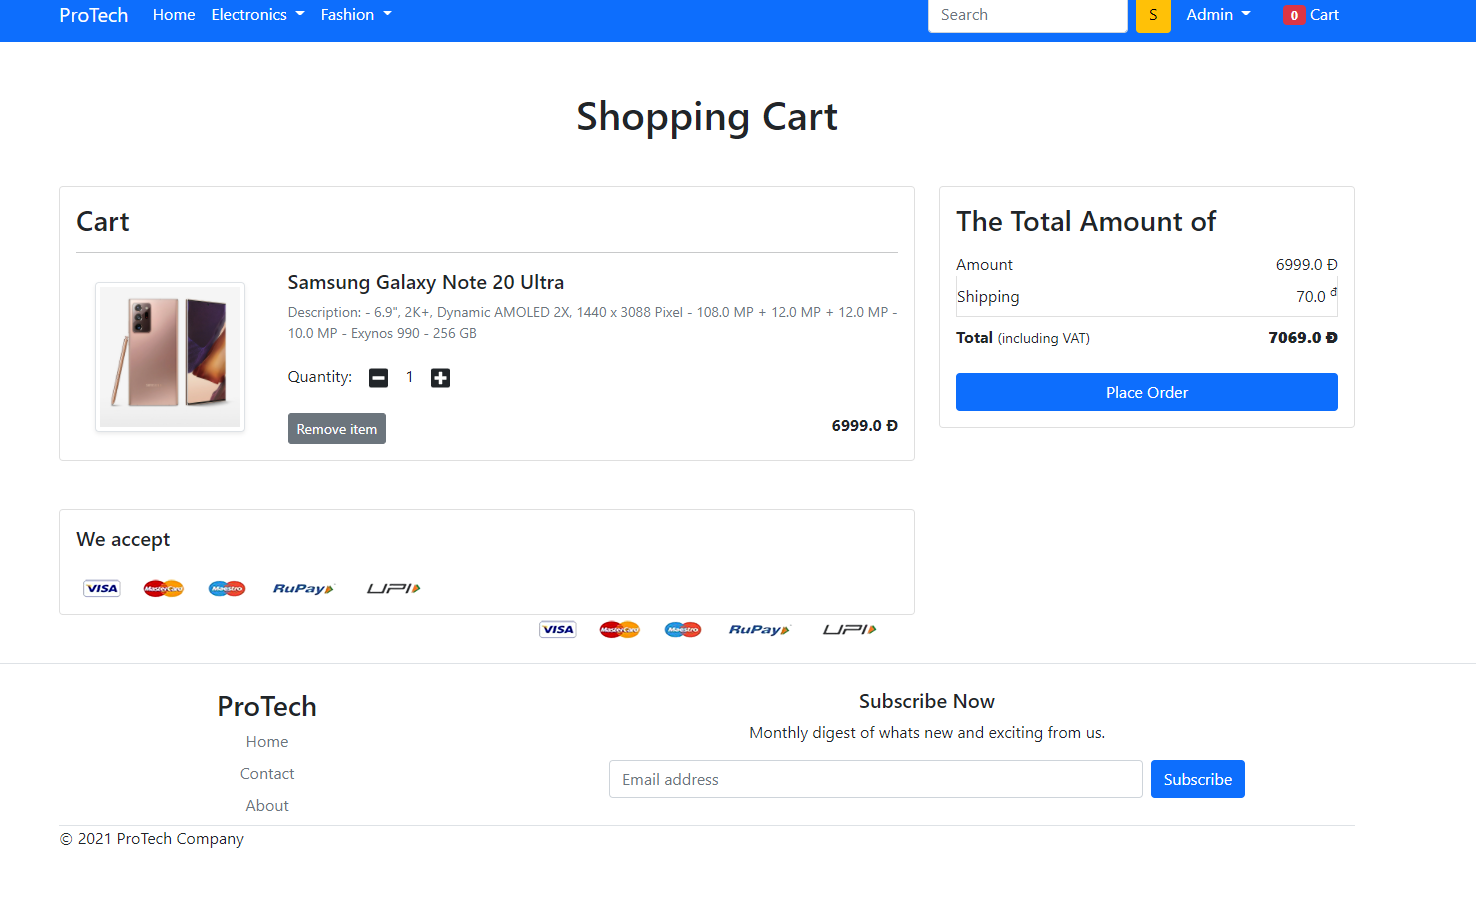 ProTech Home Electronics Fashion Search S Admin 0 Cart
Shopping Cart
Cart
Samsung Galaxy Note 20 Ultra
Description: - 6.9", 2K+, Dynamic AMOLED 2X, 1440 x 3088 Pixel - 108.0 MP + 12.0 MP + 12.0 MP -
10.0 MP - Exynos 990 - 256 GB
Quantity: 1
Remove item 6999.0 Đ
The Total Amount of
Amount 6999.0 Đ
Shipping 70.0 đ
Total (including VAT) 7069.0 Đ
Place Order
We accept
VISA MasterCard Maestro RuPay UPI
VISA MasterCard Maestro RuPay UPI
ProTech
Home
Contact
About
Subscribe Now
Monthly digest of whats new and exciting from us.
Email address Subscribe
© 2021 ProTech Company